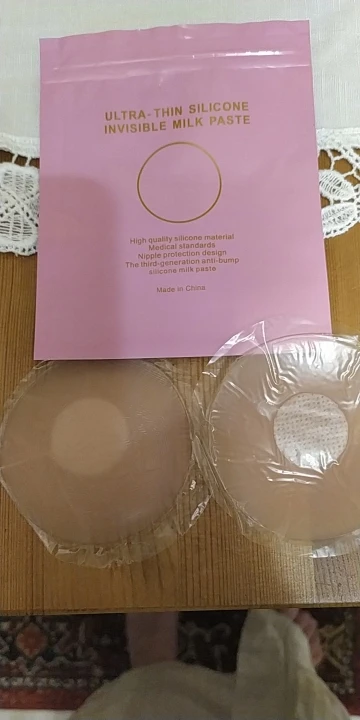 ULTRA-THIN SILICONE
INVISIBLE MILK PASTE
High quality silicone material
Medical standards
Nipple protection design
The third-generation anti-bump
silicone milk paste
Made in China